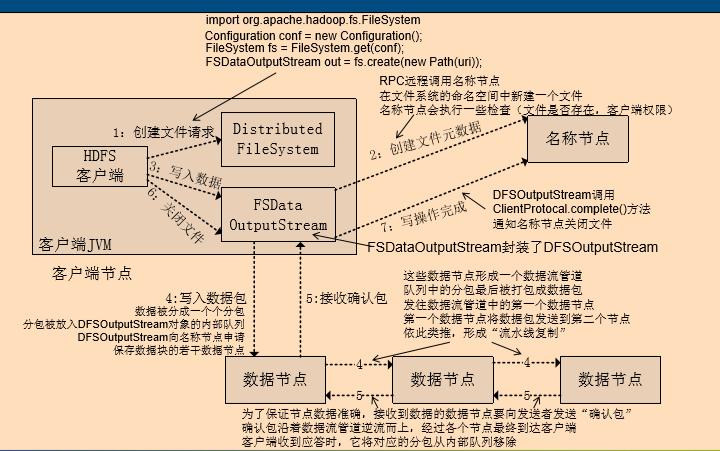 import org.apache.hadoop.fs.FileSystem
Configuration conf = new Configuration();
FileSystem fs = FileSystem.get(conf);
FSDataOutputStream out = fs.create(new Path(uri));
RPC远程调用名称节点
在文件系统的命名空间中新建一个文件
名称节点会执行一些检查（文件是否存在，客户端权限）
1：创建文件请求
Distributed
FileSystem
2：创建文件元数据
名称节点
HDFS
客户端
3：写入数据
6：关闭文件
FSData
OutputStream
7：写操作完成
DFSOutputStream调用
ClientProtocal.complete()方法
通知名称节点关闭文件
客户端JVM
FSDataOutputStream封装了DFSOutputStream
客户端节点
4:写入数据包
数据被分成一个个分包
分包被放入DFSOutputStream对象的内部队列
DFSOutputStream向名称节点申请
保存数据块的若干数据节点
5:接收确认包
这些数据节点形成一个数据流管道
队列中的分包最后被打包成数据包
发往数据流管道中的第一个数据节点
第一个数据节点将数据包发送到第二个节点
依此类推，形成“流水线复制”
数据节点
4
5
数据节点
4
5
数据节点
为了保证节点数据准确，接收到数据的数据节点要向发送者发送“确认包”
确认包沿着数据流管道逆流而上，经过各个节点最终到达客户端
客户端收到应答时，它将对应的分包从内部队列移除